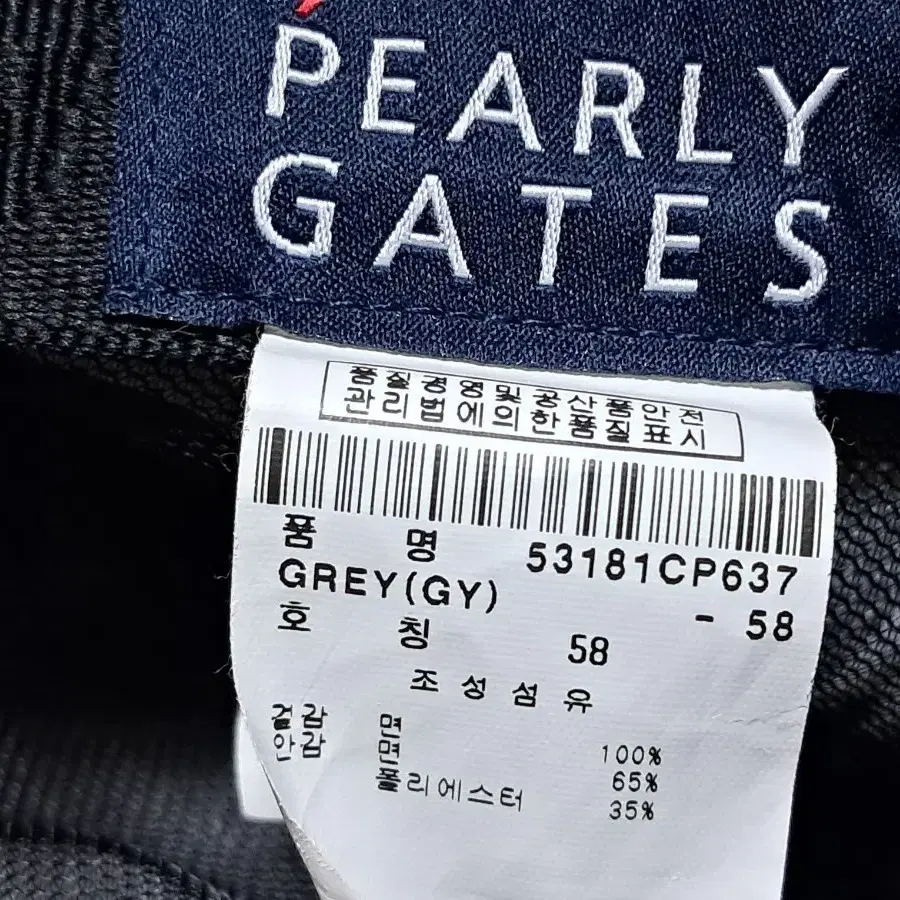 PEARLY
GATES
품질경영및공산품안전
관리법에의한품질표시
품 명 53181CP637
GREY(GY) - 58
호 칭 58
조성섬유
겉감 면 100%
안감 면 65%
폴리에스터 35%